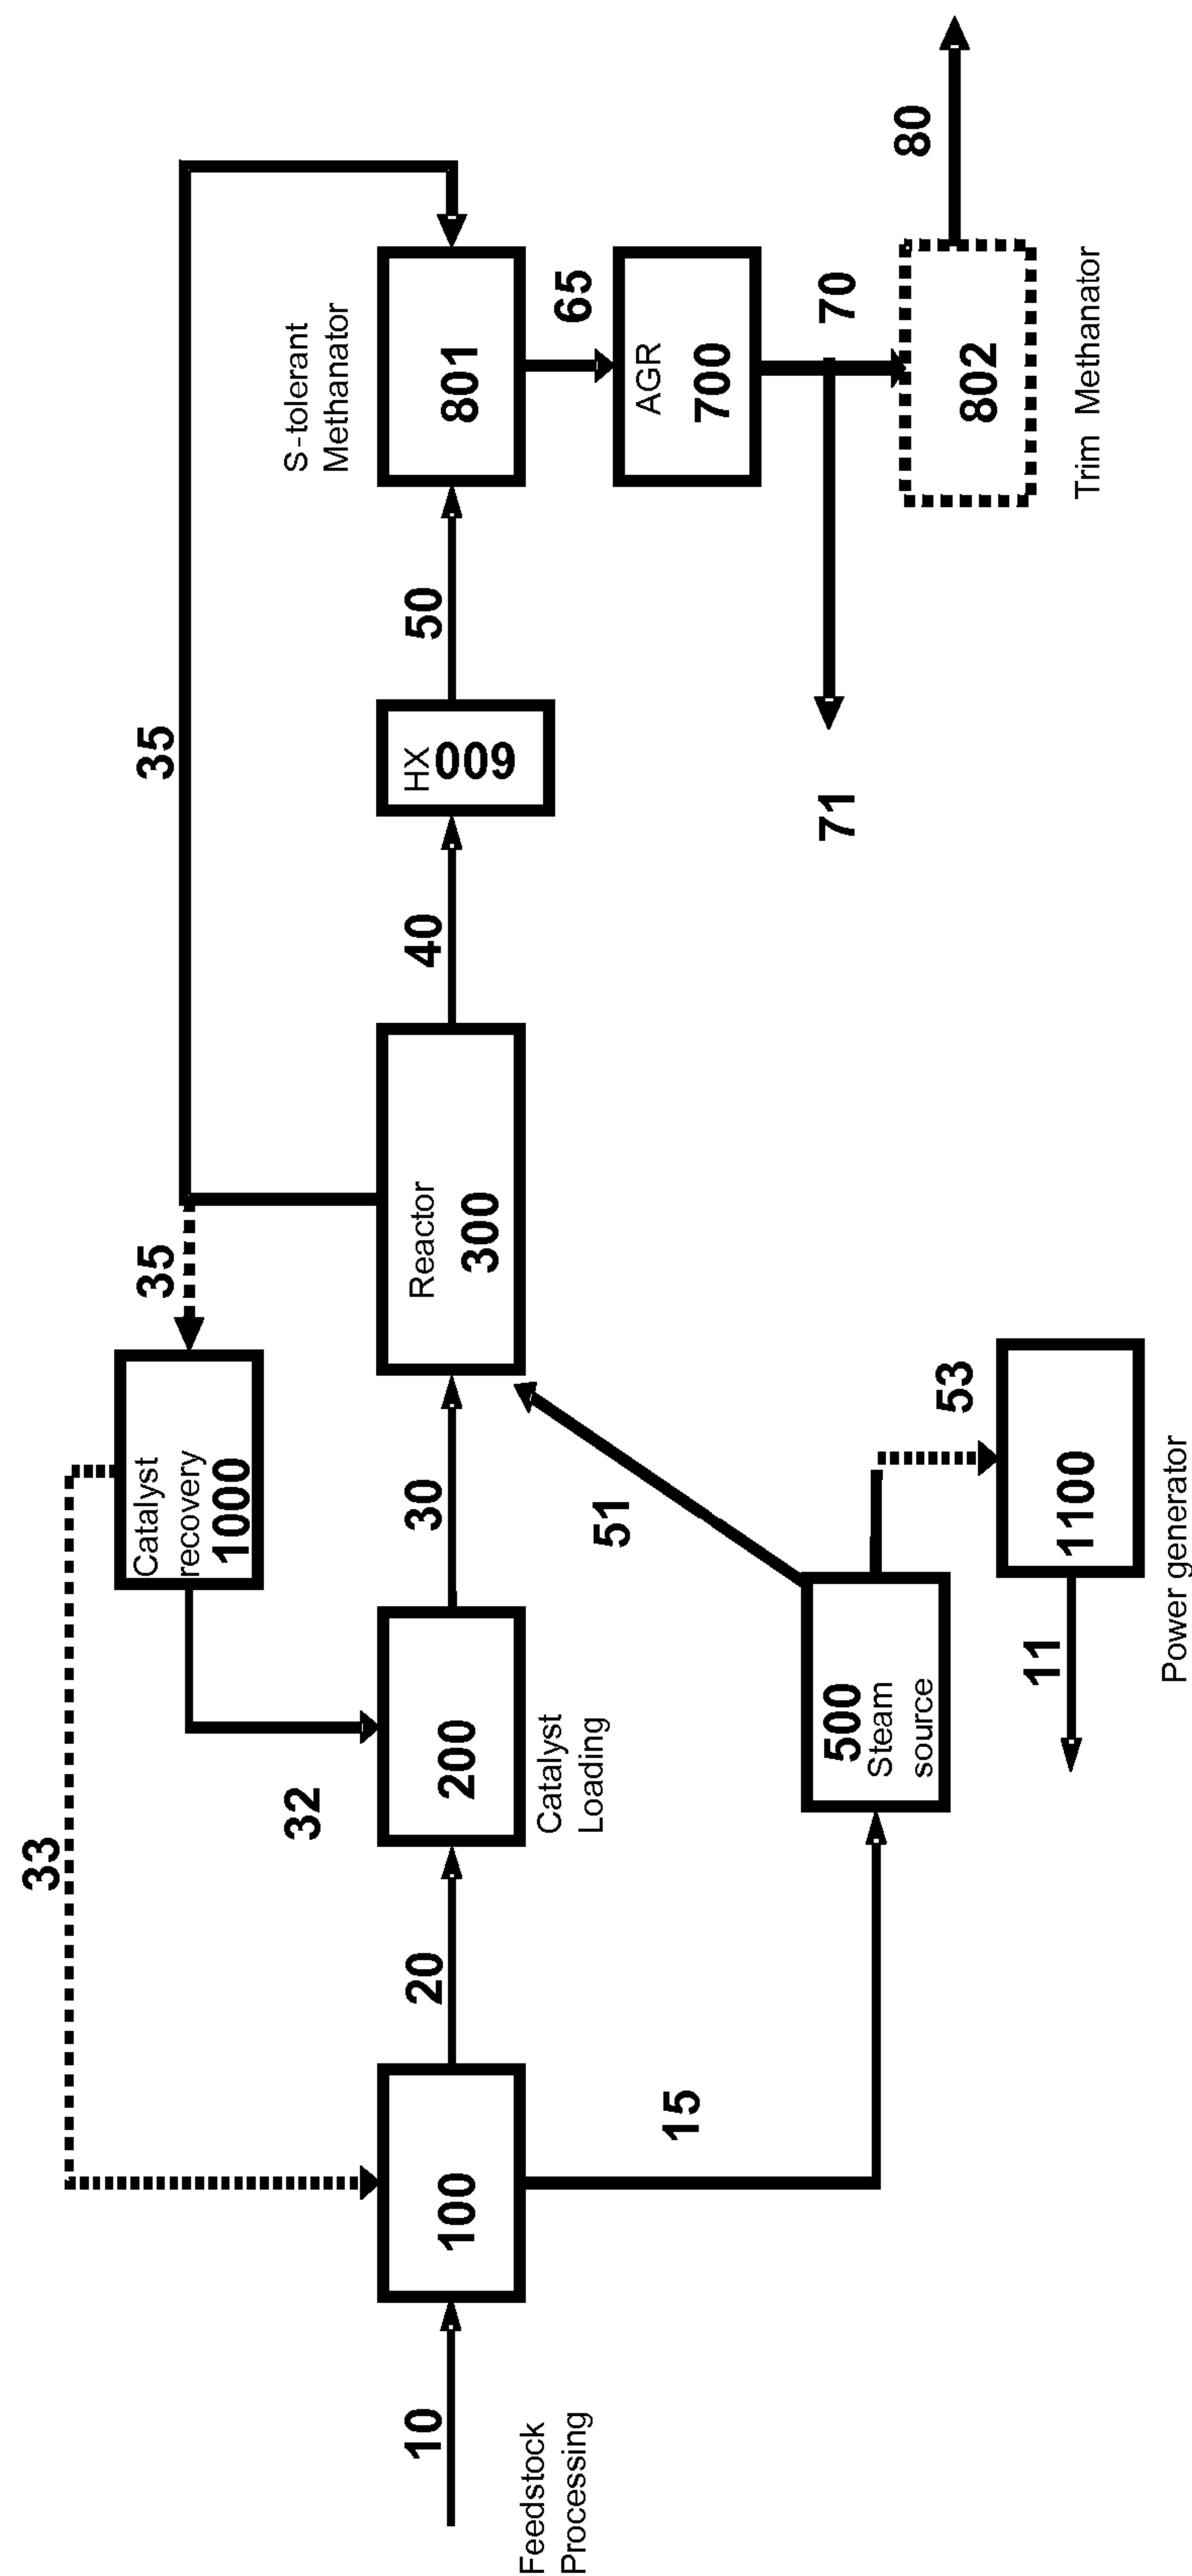 33
35
35
Catalyst
recovery
1000
32
S-tolerant
Methanator
10
20
30
40
50
100
200
Reactor
300
HX
009
801
Feedstock
Processing
Catalyst
Loading
65
51
15
AGR
700
500
Steam
source
71
70
80
53
802
11
1100
Trim Methanator
Power generator